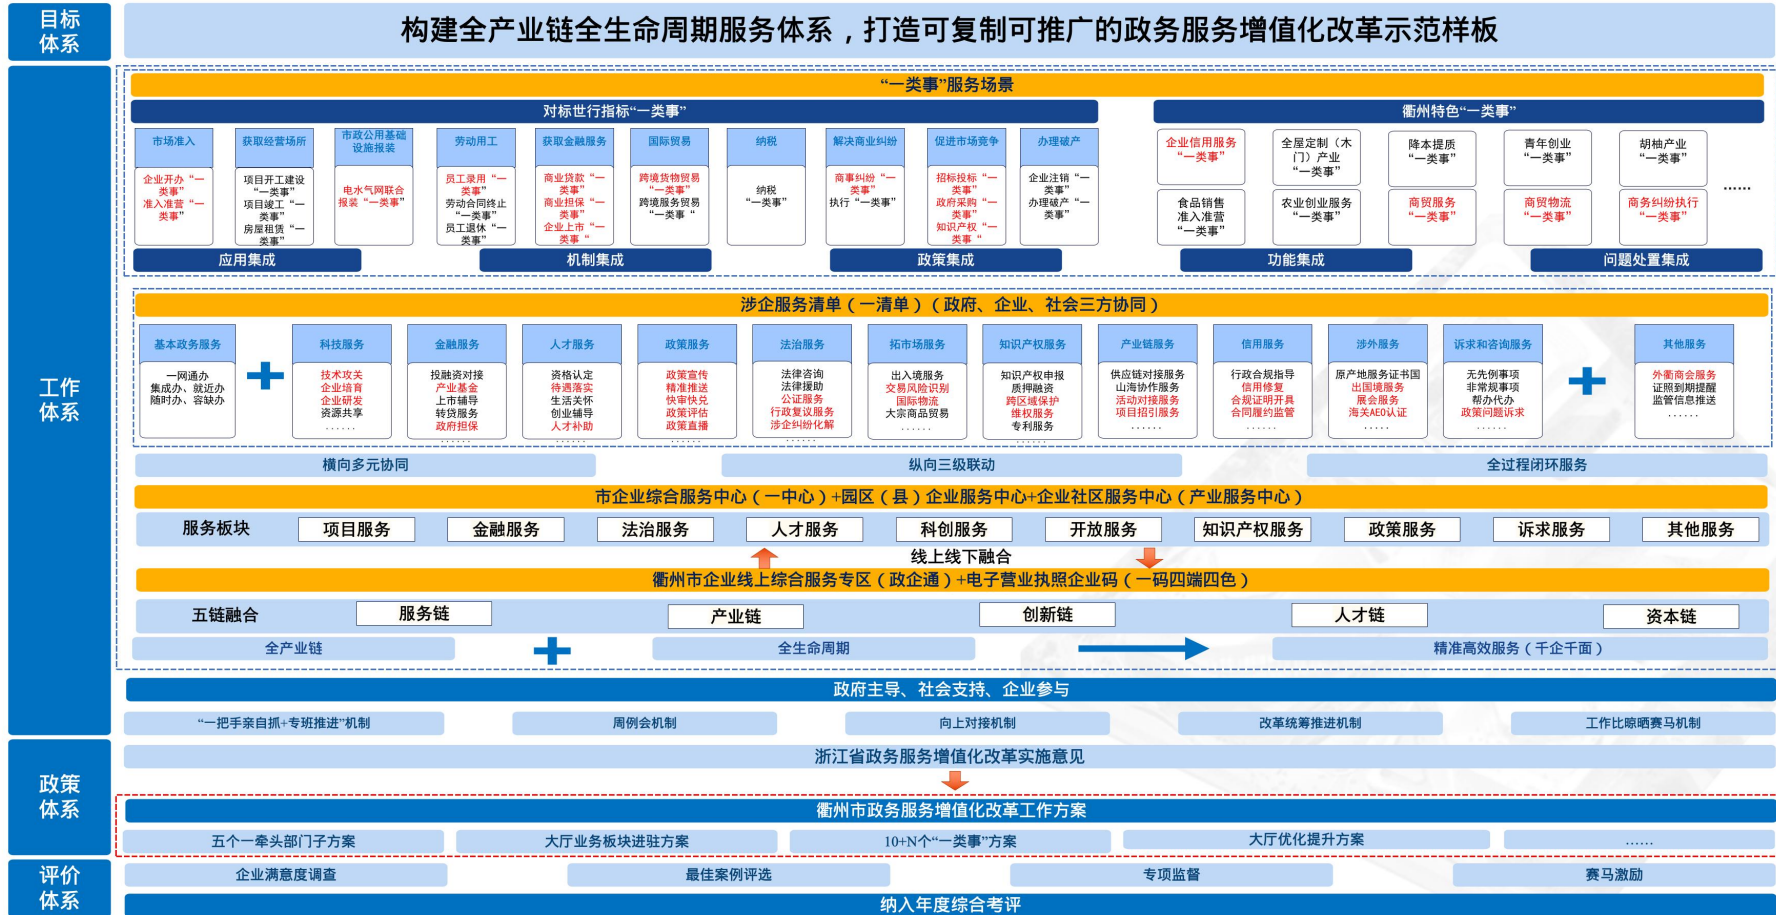 目标
体系
构建全产业链全生命周期服务体系，打造可复制可推广的政务服务增值化改革示范样板
工作
体系
“一类事”服务场景
对标世行指标“一类事”
衢州特色“一类事”
市场准入
企业开办“一
类事”
准入准营“一
类事”
获取经营场所
项目开工建设
“一类事”
项目竣工“一
类事”
房屋租赁“一
类事”
市政公用基础
设施报装
电水气网联合
报装“一类事”
劳动用工
员工录用“一
类事”
劳动合同终止
“一类事”
员工退休“一
类事”
获取金融服务
商业贷款“一
类事”
商业担保“一
类事”
企业上市“一
类事“
国际贸易
跨境货物贸易
“一类事”
跨境服务贸易
“一类事“
纳税
纳税
“一类事”
解决商业纠纷
商事纠纷“一
类事”
执行“一类事”
促进市场竞争
招标投标“一
类事”
政府采购“一
类事”
知识产权“一
类事“
办理破产
企业注销“一
类事”
办理破产“一
类事”
企业信用服务
“一类事”
全屋定制（木
门）产业
“一类事”
降本提质
“一类事”
青年创业
“一类事”
胡柚产业
“一类事”
食品销售
准入准营
“一类事”
农业创业服务
“一类事”
商贸服务
“一类事”
商贸物流
“一类事”
商务纠纷执行
“一类事”
......
应用集成
机制集成
政策集成
功能集成
问题处置集成
涉企服务清单（一清单）（政府、企业、社会三方协同）
基本政务服务
一网通办
集成办、就近办
随时办、容缺办
科技服务
技术攻关
企业培育
企业研发
资源共享
......
金融服务
投融资对接
产业基金
上市辅导
转贷服务
政府担保
......
人才服务
资格认定
待遇落实
生活关怀
创业辅导
人才补助
......
政策服务
政策宣传
精准推送
快审快兑
政策评估
政策直播
......
法治服务
法律咨询
法律援助
公证服务
行政复议服务
涉企纠纷化解
......
拓市场服务
出入境服务
交易风险识别
国际物流
大宗商品贸易
......
知识产权服务
知识产权申报
质押融资
跨区域保护
维权服务
专利服务
......
产业链服务
供应链对接服务
山海协作服务
活动对接服务
项目招引服务
......
信用服务
行政合规指导
信用修复
合规证明开具
合同履约监管
......
涉外服务
原产地服务证书国
出国境服务
展会服务
海关AEO认证
.....
诉求和咨询服务
无先例事项
非常规事项
帮办代办
政策问题诉求
......
其他服务
外衢商会服务
证照到期提醒
监管信息推送
......
横向多元协同
纵向三级联动
全过程闭环服务
市企业综合服务中心（一中心）+园区（县）企业服务中心+企业社区服务中心（产业服务中心）
服务板块
项目服务
金融服务
法治服务
人才服务
科创服务
开放服务
知识产权服务
政策服务
诉求服务
其他服务
线上线下融合
衢州市企业线上综合服务专区（政企通）+电子营业执照企业码（一码四端四色）
五链融合
服务链
产业链
创新链
人才链
资本链
全产业链
全生命周期
精准高效服务（千企千面）
政府主导、社会支持、企业参与
“一把手亲自抓+专班推进”机制
周例会机制
向上对接机制
改革统筹推进机制
工作比晾晒赛马机制
政策
体系
浙江省政务服务增值化改革实施意见
衢州市政务服务增值化改革工作方案
五个一牵头部门子方案
大厅业务板块进驻方案
10+N个“一类事”方案
大厅优化提升方案
......
评价
体系
企业满意度调查
最佳案例评选
专项监督
赛马激励
纳入年度综合考评